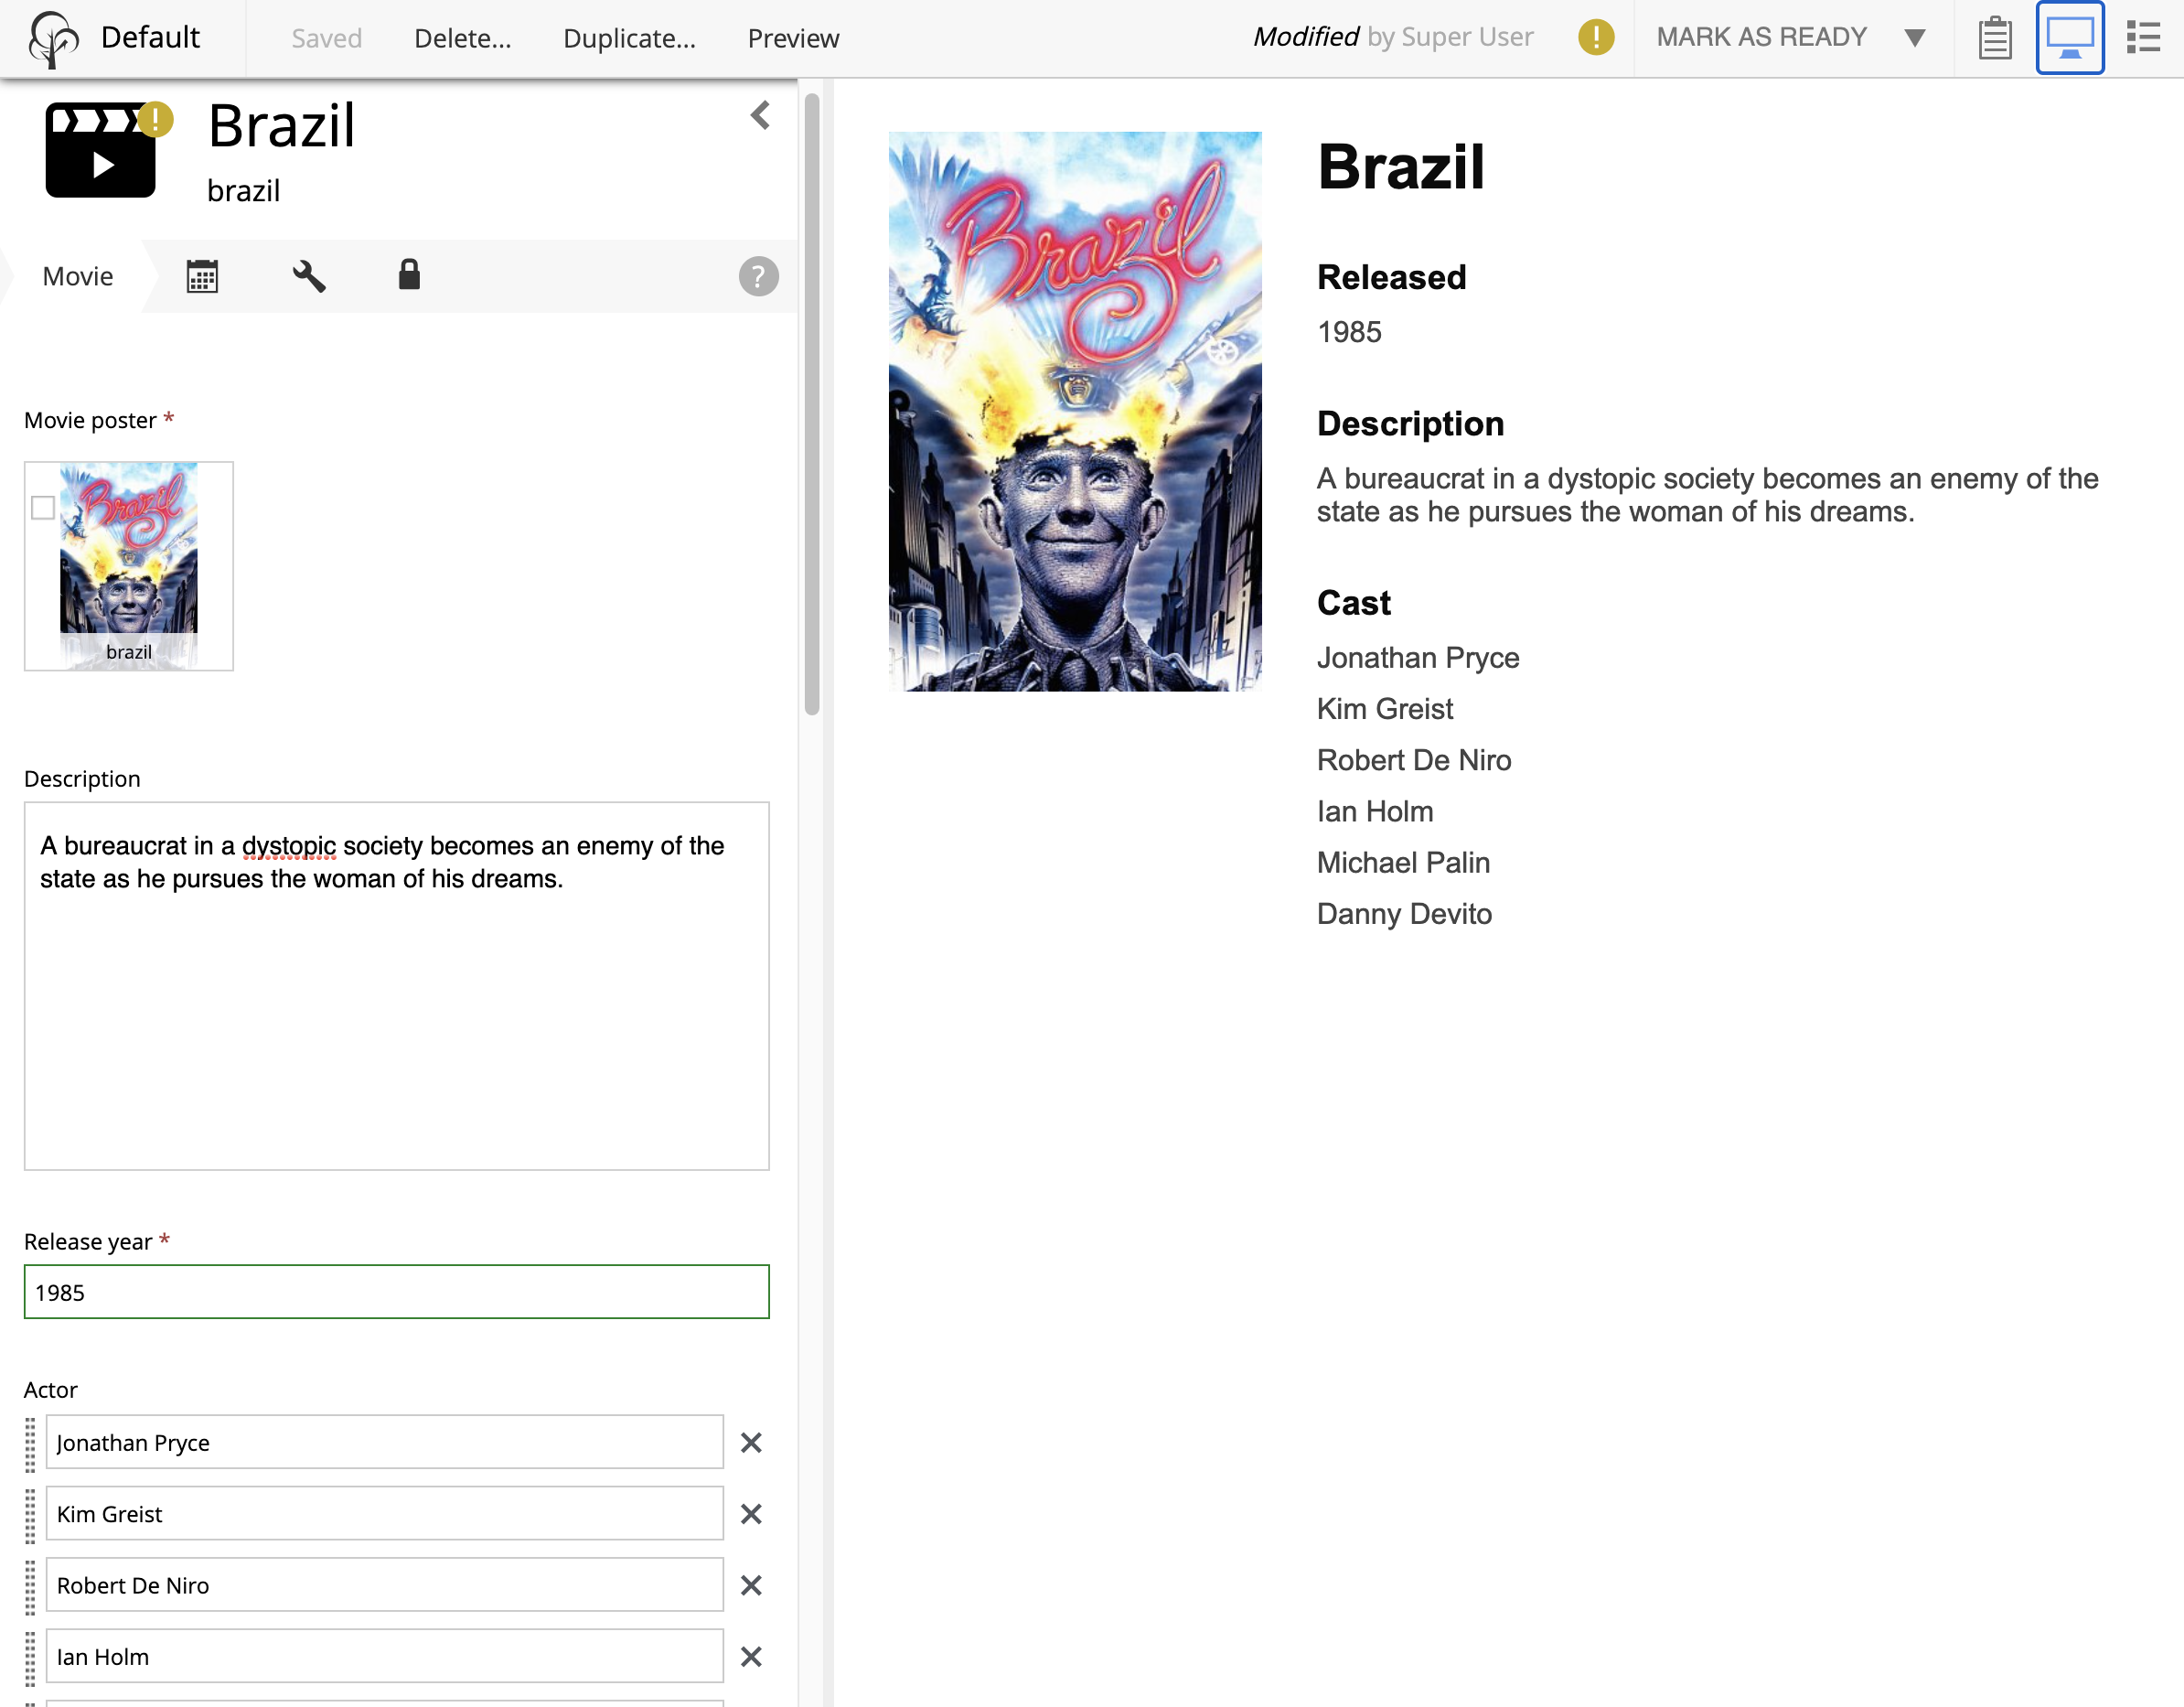 Default
Saved
Delete...
Duplicate...
Preview
Modified by Super User
!
MARK AS READY
!
Brazil
brazil
Movie
?
Movie poster *
Brazil
brazil
Description
A bureaucrat in a dystopic society becomes an enemy of the
state as he pursues the woman of his dreams.
Release year *
1985
Actor
Jonathan Pryce
Kim Greist
Robert De Niro
Ian Holm
Brazil
Brazil
Released
1985
Description
A bureaucrat in a dystopic society becomes an enemy of the
state as he pursues the woman of his dreams.
Cast
Jonathan Pryce
Kim Greist
Robert De Niro
Ian Holm
Michael Palin
Danny Devito